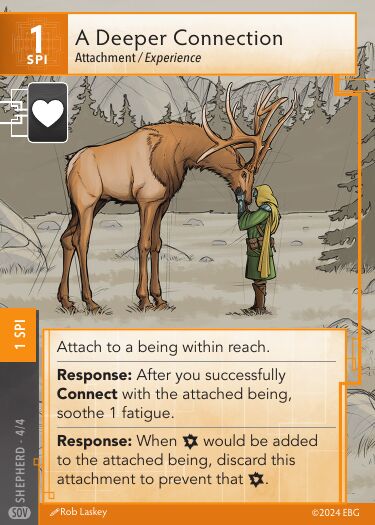 1
SPI
A Deeper Connection
Attachment / Experience
1 SPI
Attach to a being within reach.
Response: After you successfully
Connect with the attached being,
soothe 1 fatigue.
Response: When would be added
to the attached being, discard this
attachment to prevent that .
SOV SHEPHERD - 4/4
Rob Laskey
©2024 EBG